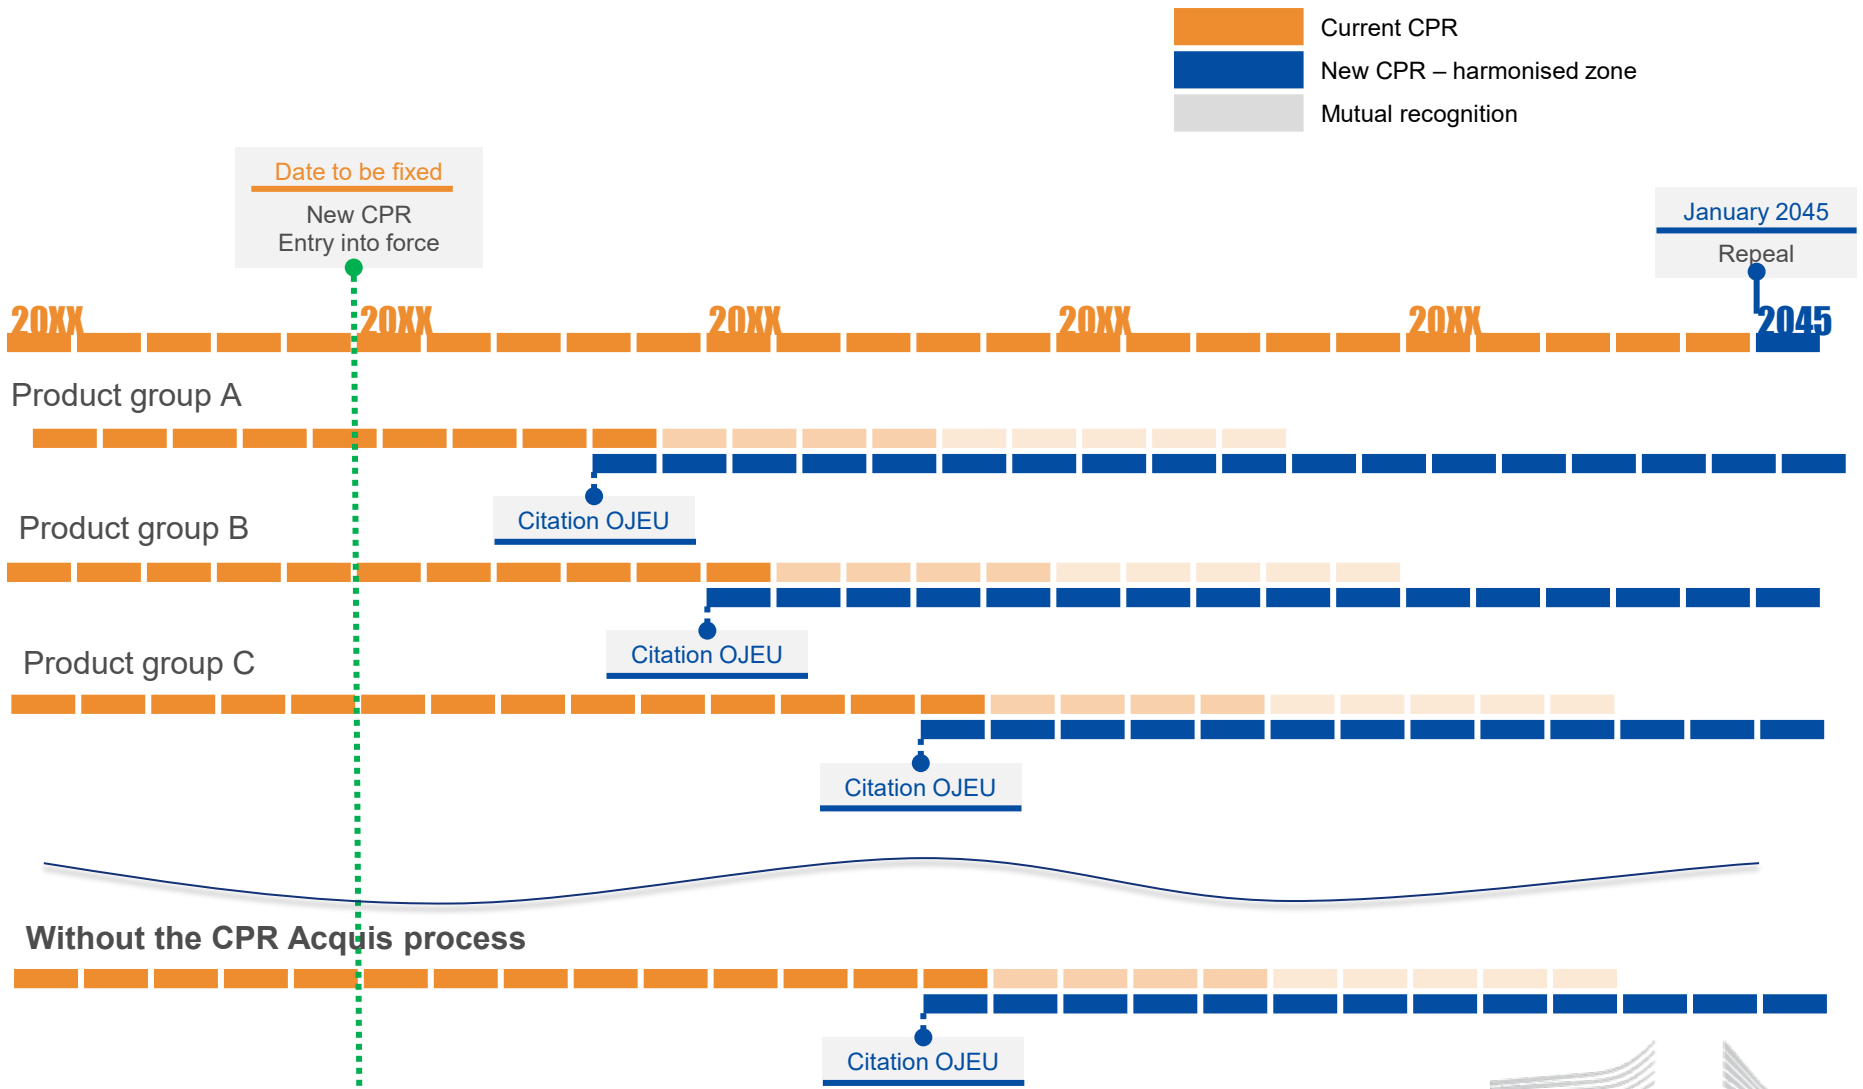 Current CPR
New CPR – harmonised zone
Mutual recognition
Date to be fixed
New CPR
Entry into force
January 2045
Repeal
20XX 20XX 20XX 20XX 20XX 2045
Product group A
Citation OJEU
Product group B
Citation OJEU
Product group C
Citation OJEU
Without the CPR Acquis process
Citation OJEU